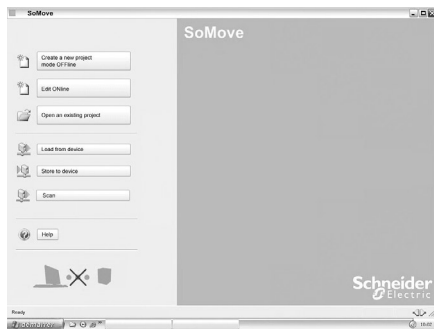 SoMove
SoMove
Create a new project
mode OFFline
Edit ONline
Open an existing project
Load from device
Store to device
Scan
Help
Schneider
Electric
Ready
démarrer